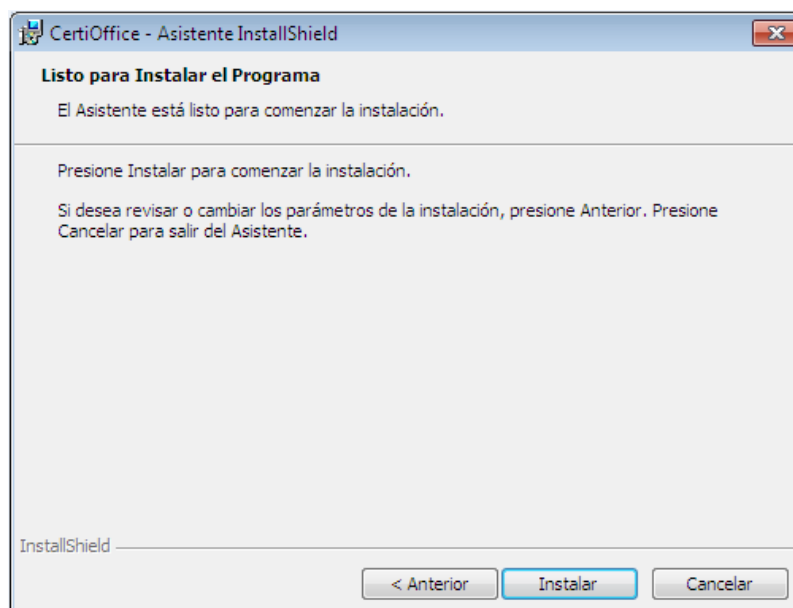 CertiOffice - Asistente InstallShield
Listo para Instalar el Programa
El Asistente está listo para comenzar la instalación.
Presione Instalar para comenzar la instalación.
Si desea revisar o cambiar los parámetros de la instalación, presione Anterior. Presione
Cancelar para salir del Asistente.
InstallShield
< Anterior Instalar Cancelar